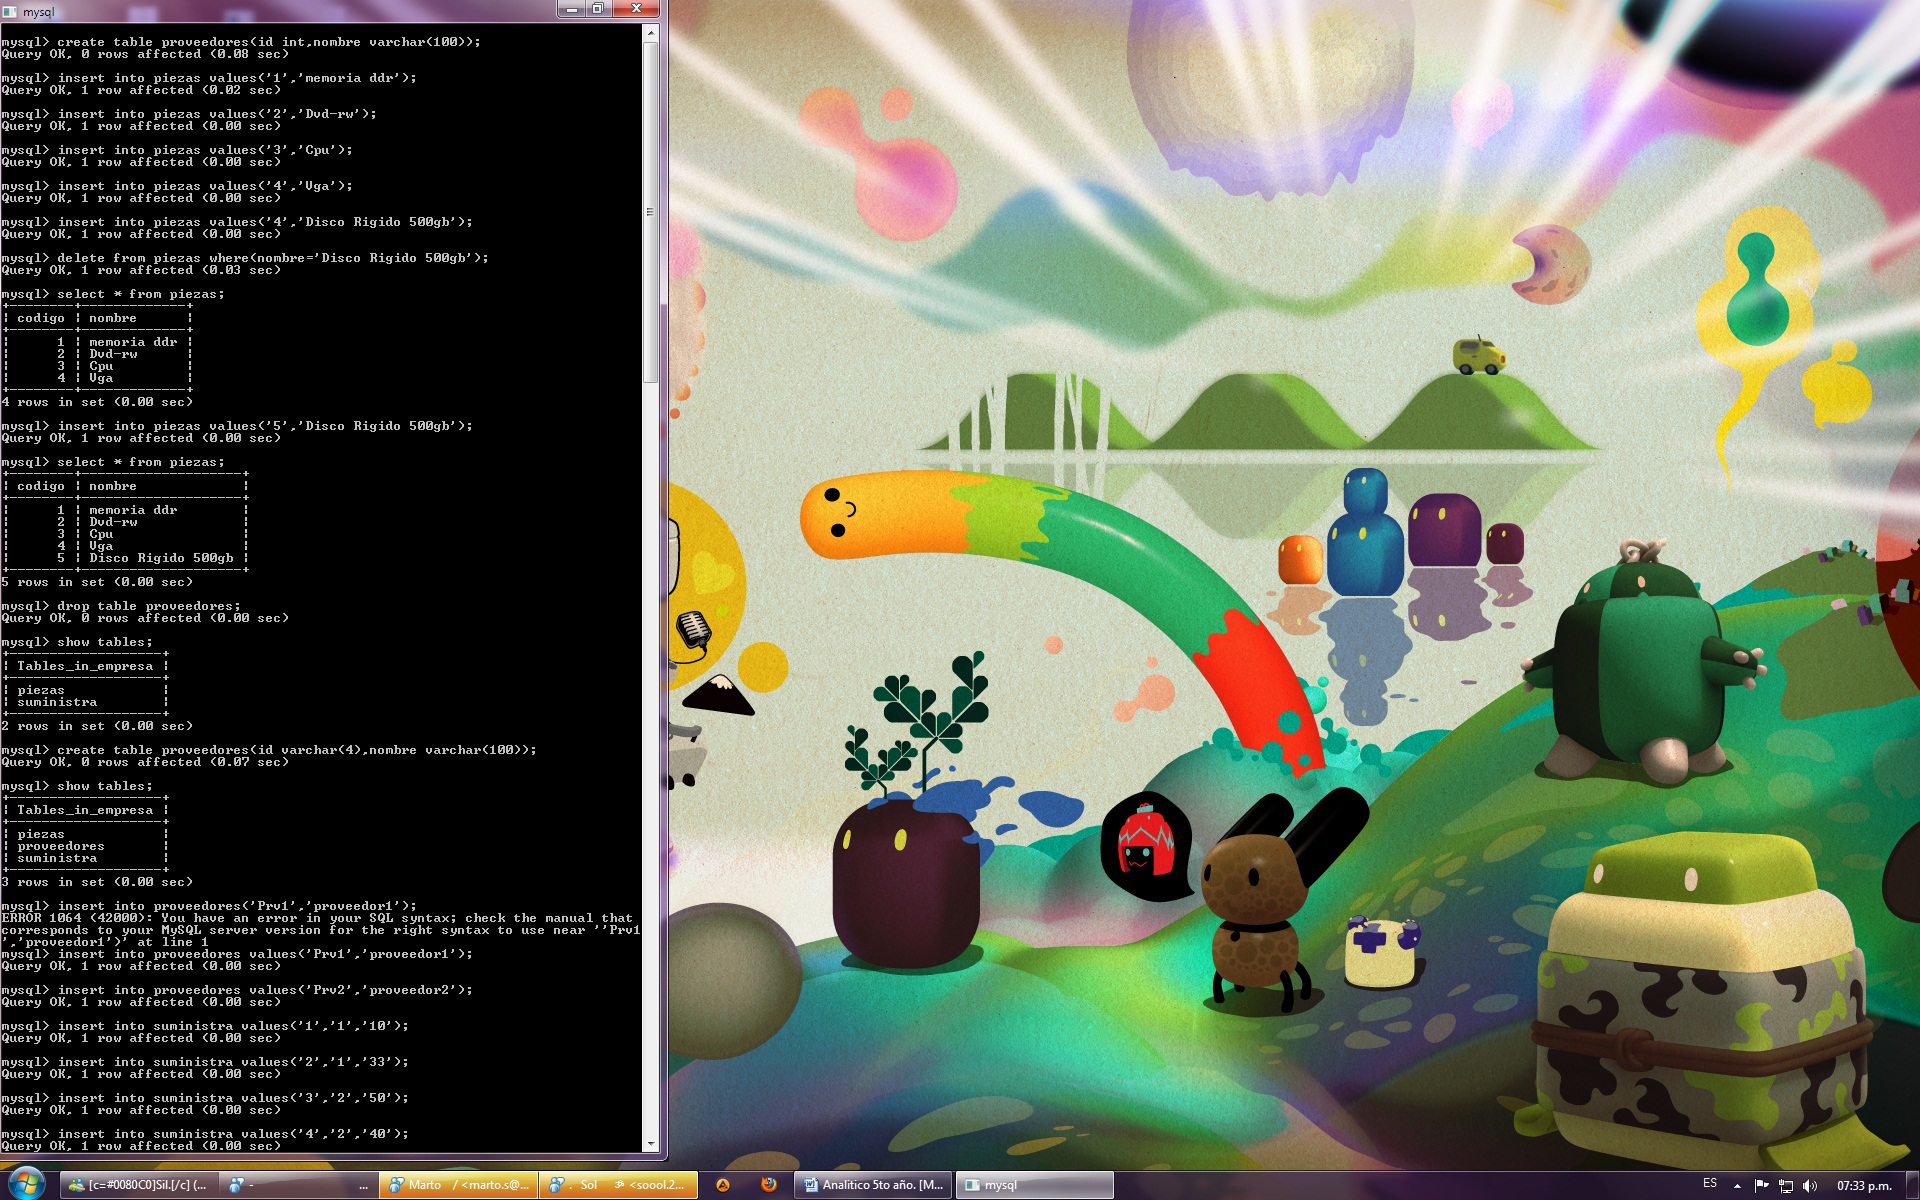 mysql
mysql> create table proveedores(id int,nombre varchar(100));
Query OK, 0 rows affected (0.08 sec)
mysql> insert into piezas values('1','memoria ddr');
Query OK, 1 row affected (0.02 sec)
mysql> insert into piezas values('2','Dvd-rw');
Query OK, 1 row affected (0.00 sec)
mysql> insert into piezas values('3','Cpu');
Query OK, 1 row affected (0.00 sec)
mysql> insert into piezas values('4','Vga');
Query OK, 1 row affected (0.00 sec)
mysql> insert into piezas values('4','Disco Rigido 500gb');
Query OK, 1 row affected (0.00 sec)
mysql> delete from piezas where(nombre='Disco Rigido 500gb');
Query OK, 1 row affected (0.03 sec)
mysql> select * from piezas;
+--------+-------------+
| codigo | nombre      |
+--------+-------------+
|      1 | memoria ddr |
|      2 | Dvd-rw      |
|      3 | Cpu         |
|      4 | Vga         |
+--------+-------------+
4 rows in set (0.00 sec)
mysql> insert into piezas values('5','Disco Rigido 500gb');
Query OK, 1 row affected (0.00 sec)
mysql> select * from piezas;
+--------+--------------------+
| codigo | nombre             |
+--------+--------------------+
|      1 | memoria ddr        |
|      2 | Dvd-rw             |
|      3 | Cpu                |
|      4 | Vga                |
|      5 | Disco Rigido 500gb |
+--------+--------------------+
5 rows in set (0.00 sec)
mysql> drop table proveedores;
Query OK, 0 rows affected (0.00 sec)
mysql> show tables;
+-------------------+
| Tables_in_empresa |
+-------------------+
| piezas            |
| suministra        |
+-------------------+
2 rows in set (0.00 sec)
mysql> create table proveedores(id varchar(4),nombre varchar(100));
Query OK, 0 rows affected (0.07 sec)
mysql> show tables;
+-------------------+
| Tables_in_empresa |
+-------------------+
| piezas            |
| proveedores       |
| suministra        |
+-------------------+
3 rows in set (0.00 sec)
mysql> insert into proveedores('Prv1','proveedor1');
ERROR 1064 (42000): You have an error in your SQL syntax; check the manual that
corresponds to your MySQL server version for the right syntax to use near ''Prv1
','proveedor1')' at line 1
mysql> insert into proveedores values('Prv1','proveedor1');
Query OK, 1 row affected (0.00 sec)
mysql> insert into proveedores values('Prv2','proveedor2');
Query OK, 1 row affected (0.00 sec)
mysql> insert into suministra values('1','1','10');
Query OK, 1 row affected (0.00 sec)
mysql> insert into suministra values('2','1','33');
Query OK, 1 row affected (0.00 sec)
mysql> insert into suministra values('3','2','50');
Query OK, 1 row affected (0.00 sec)
mysql> insert into suministra values('4','2','40');
Query OK, 1 row affected (0.00 sec)
[c=#0080C0]Sil.[/c] (...
- ...
Marto / <marto.s@...
. Sol <soool.2...
Analitico 5to año. [M...
mysql
ES
07:33 p.m.